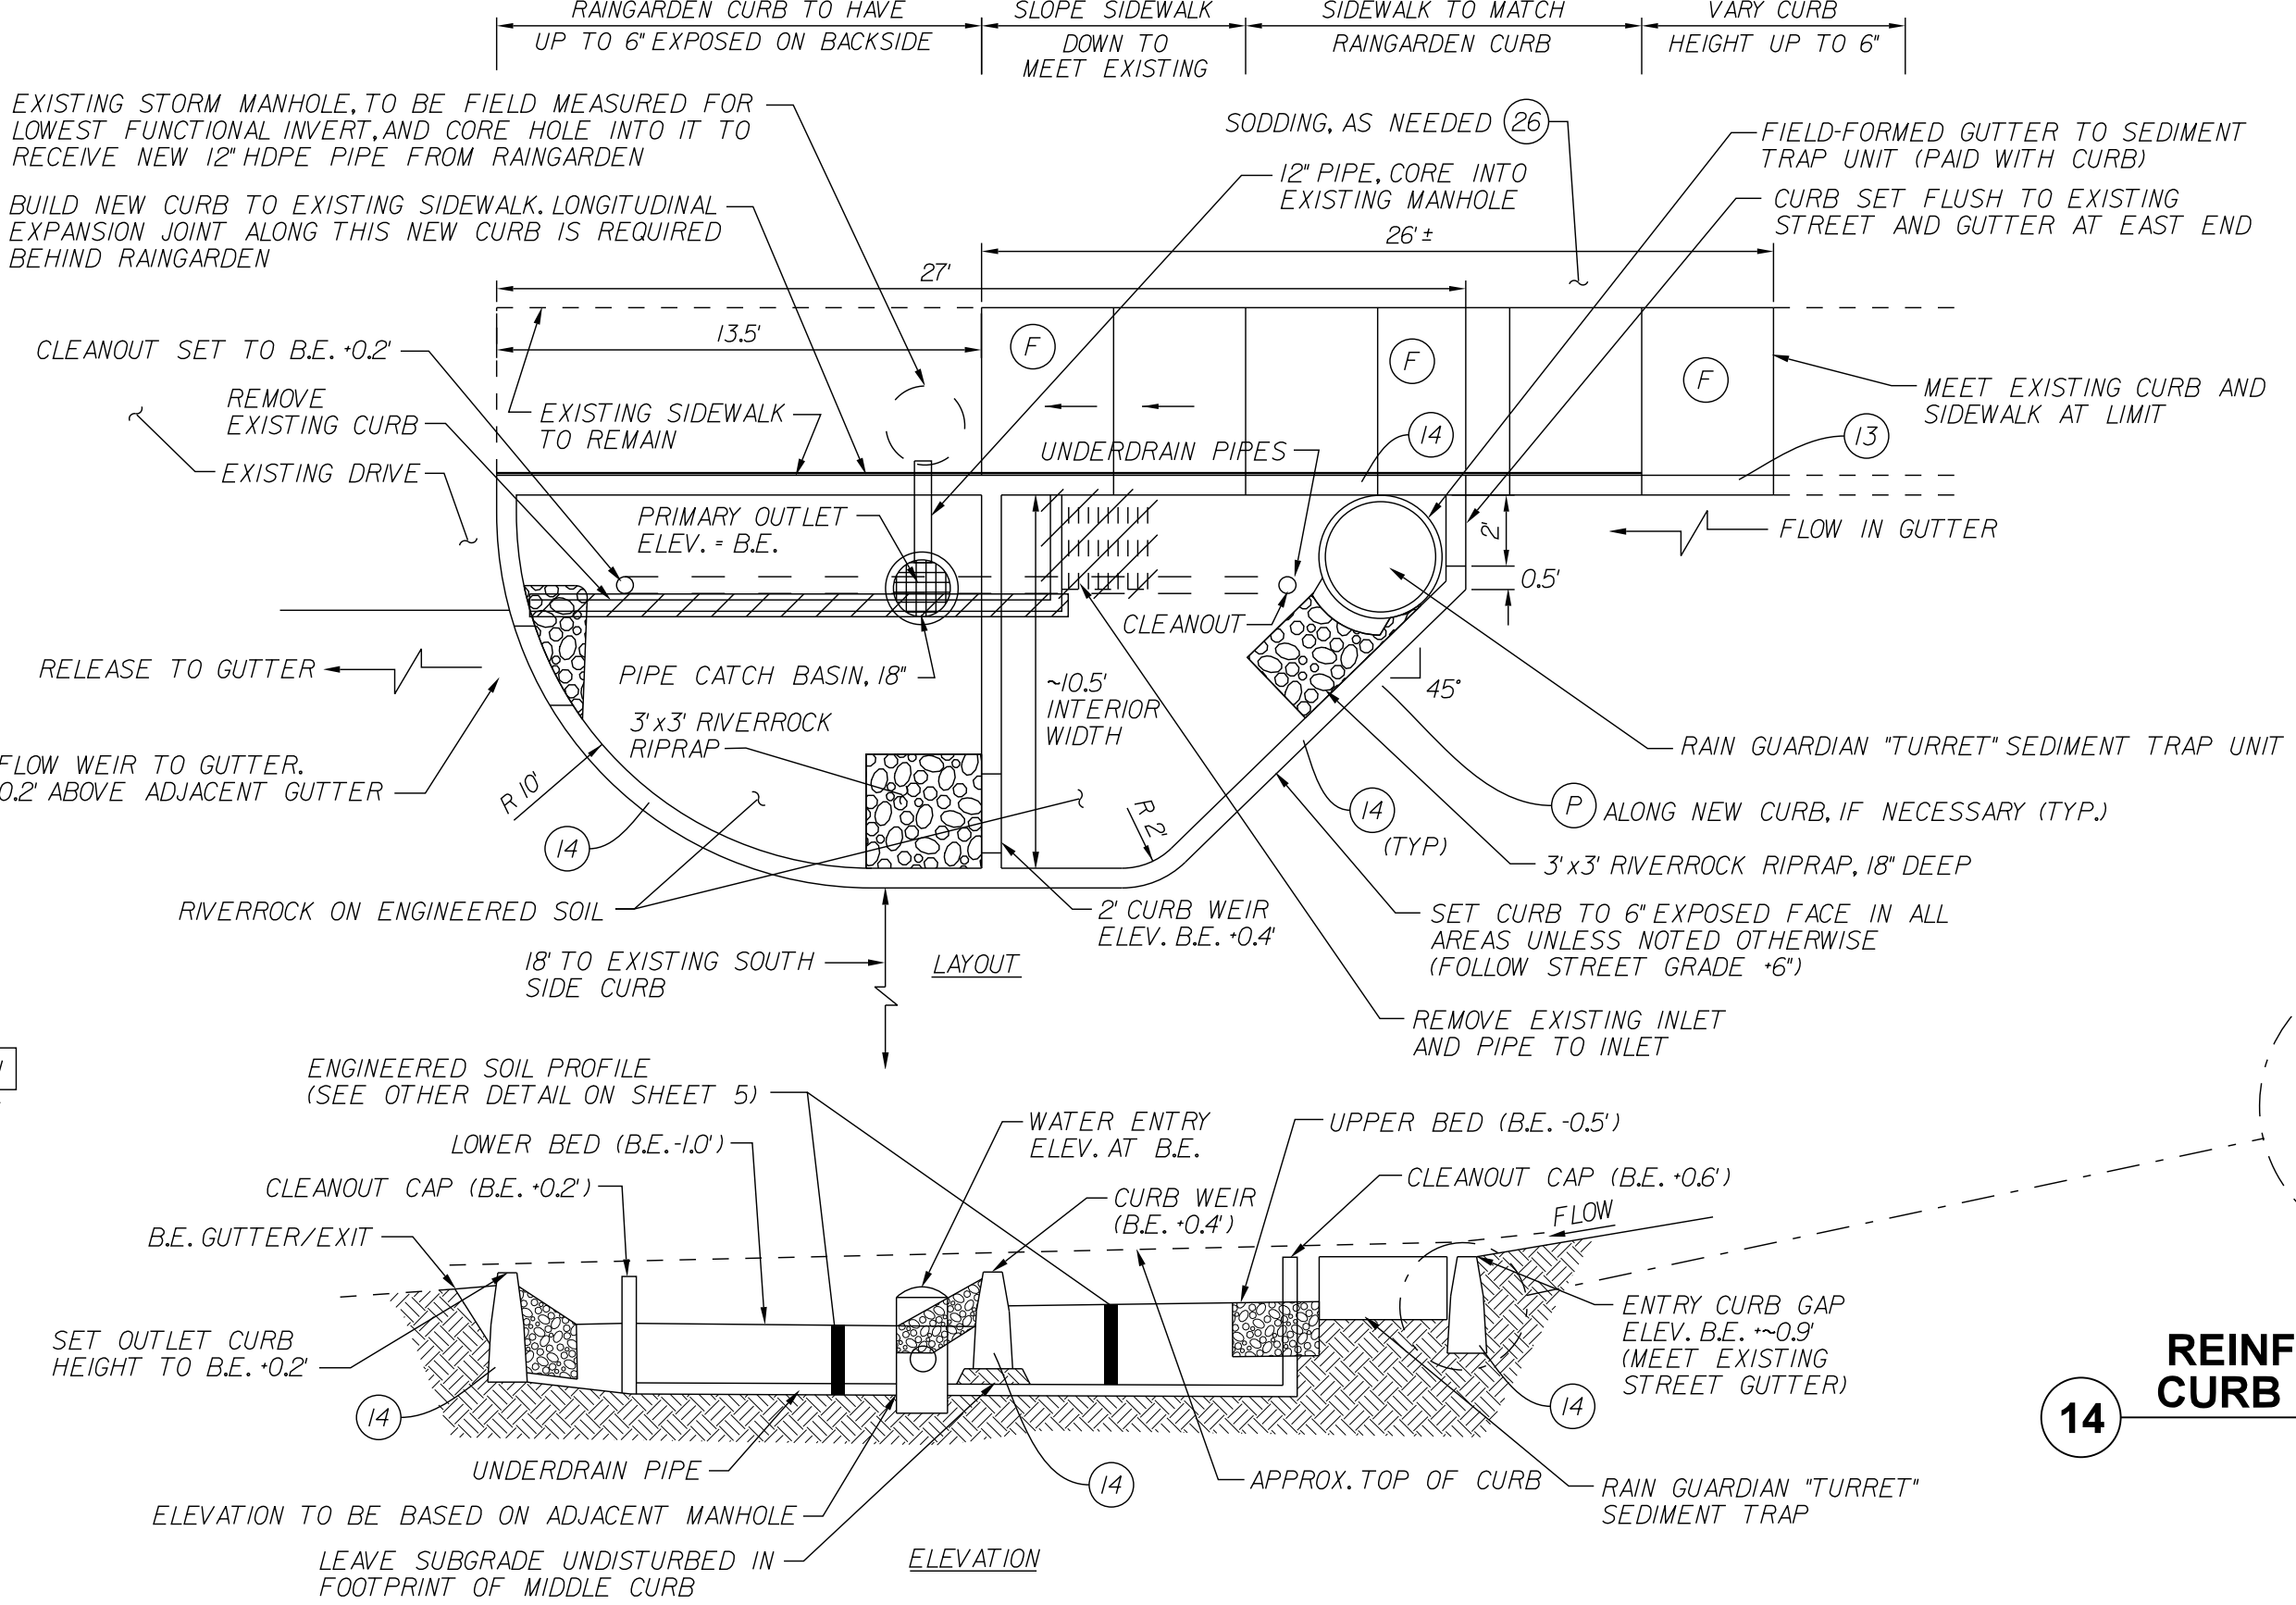 RAINGARDEN CURB TO HAVE
UP TO 6" EXPOSED ON BACKSIDE
SLOPE SIDEWALK
DOWN TO
MEET EXISTING
SIDEWALK TO MATCH
RAINGARDEN CURB
VARY CURB
HEIGHT UP TO 6"
EXISTING STORM MANHOLE, TO BE FIELD MEASURED FOR
LOWEST FUNCTIONAL INVERT, AND CORE HOLE INTO IT TO
RECEIVE NEW 12" HDPE PIPE FROM RAINGARDEN
SODDING, AS NEEDED 26
FIELD-FORMED GUTTER TO SEDIMENT
TRAP UNIT (PAID WITH CURB)
12" PIPE, CORE INTO
EXISTING MANHOLE
BUILD NEW CURB TO EXISTING SIDEWALK. LONGITUDINAL
EXPANSION JOINT ALONG THIS NEW CURB IS REQUIRED
BEHIND RAINGARDEN
CURB SET FLUSH TO EXISTING
STREET AND GUTTER AT EAST END
26' ±
27'
13.5'
F
F
F
CLEANOUT SET TO B.E. +0.2'
REMOVE
EXISTING CURB
EXISTING SIDEWALK
TO REMAIN
EXISTING DRIVE
UNDERDRAIN PIPES
14
13
MEET EXISTING CURB AND
SIDEWALK AT LIMIT
PRIMARY OUTLET
ELEV. = B.E.
2'
0.5'
FLOW IN GUTTER
CLEANOUT
RELEASE TO GUTTER
PIPE CATCH BASIN, 18"
~10.5'
INTERIOR
WIDTH
45°
3'x3' RIVERROCK
RIPRAP
RAIN GUARDIAN "TURRET" SEDIMENT TRAP UNIT
FLOW WEIR TO GUTTER.
0.2' ABOVE ADJACENT GUTTER
R 10'
R 2'
14
14
(TYP)
P ALONG NEW CURB, IF NECESSARY (TYP.)
3'x3' RIVERROCK RIPRAP, 18" DEEP
RIVERROCK ON ENGINEERED SOIL
2' CURB WEIR
ELEV. B.E. +0.4'
SET CURB TO 6" EXPOSED FACE IN ALL
AREAS UNLESS NOTED OTHERWISE
(FOLLOW STREET GRADE +6")
18' TO EXISTING SOUTH
SIDE CURB
LAYOUT
REMOVE EXISTING INLET
AND PIPE TO INLET
ENGINEERED SOIL PROFILE
(SEE OTHER DETAIL ON SHEET 5)
WATER ENTRY
ELEV. AT B.E.
UPPER BED (B.E. -0.5')
LOWER BED (B.E.-1.0')
CLEANOUT CAP (B.E. +0.2')
CURB WEIR
(B.E. +0.4')
CLEANOUT CAP (B.E. +0.6')
FLOW
B.E. GUTTER/EXIT
SET OUTLET CURB
HEIGHT TO B.E. +0.2'
ENTRY CURB GAP
ELEV. B.E. +~0.9'
(MEET EXISTING
STREET GUTTER)
14
14
14
UNDERDRAIN PIPE
APPROX. TOP OF CURB
RAIN GUARDIAN "TURRET"
SEDIMENT TRAP
ELEVATION TO BE BASED ON ADJACENT MANHOLE
LEAVE SUBGRADE UNDISTURBED IN
FOOTPRINT OF MIDDLE CURB
ELEVATION
REINF
CURB
14